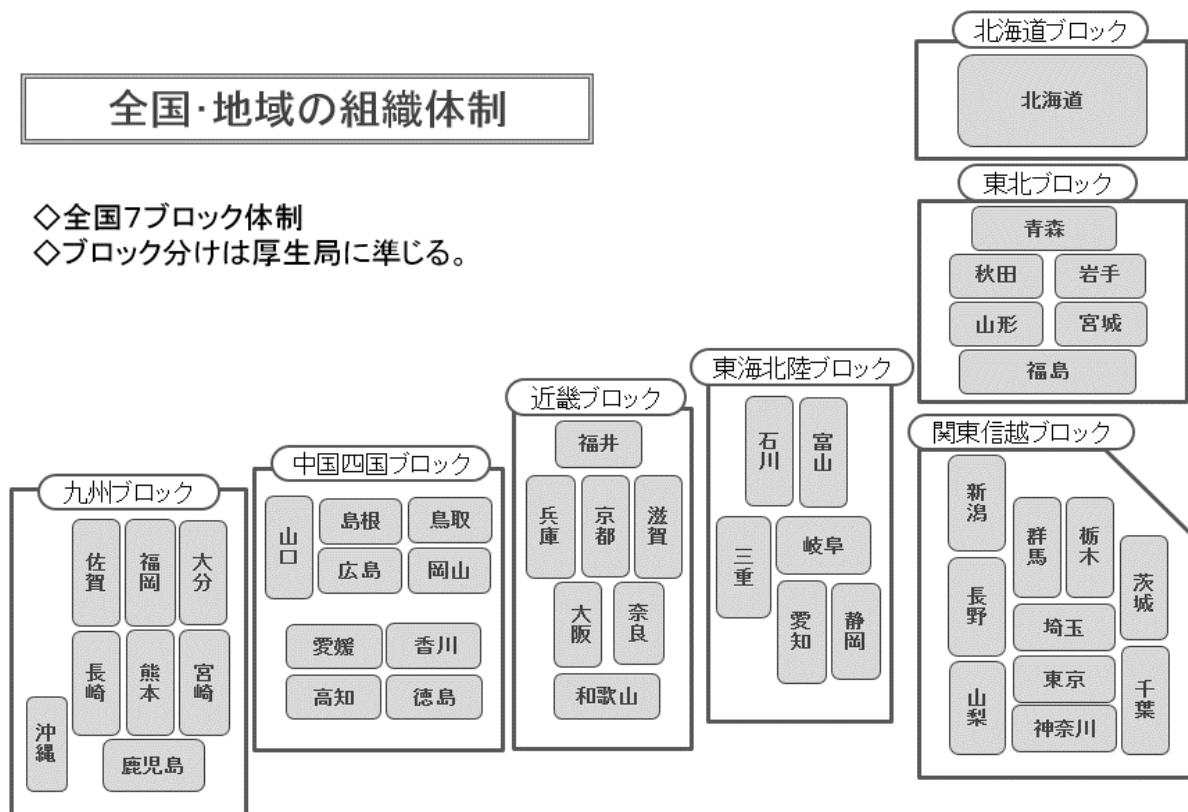 全国・地域の組織体制
◇全国7ブロック体制
◇ブロック分けは厚生局に準じる。
北海道ブロック
北海道
東北ブロック
青森
秋田
岩手
山形
宮城
福島
関東信越ブロック
新潟
群馬
栃木
茨城
長野
埼玉
東京
山梨
神奈川
千葉
東海北陸ブロック
石川
富山
三重
岐阜
愛知
静岡
近畿ブロック
福井
兵庫
京都
滋賀
大阪
奈良
和歌山
中国四国ブロック
山口
島根
鳥取
広島
岡山
愛媛
香川
高知
徳島
九州ブロック
佐賀
福岡
大分
長崎
熊本
宮崎
沖縄
鹿児島